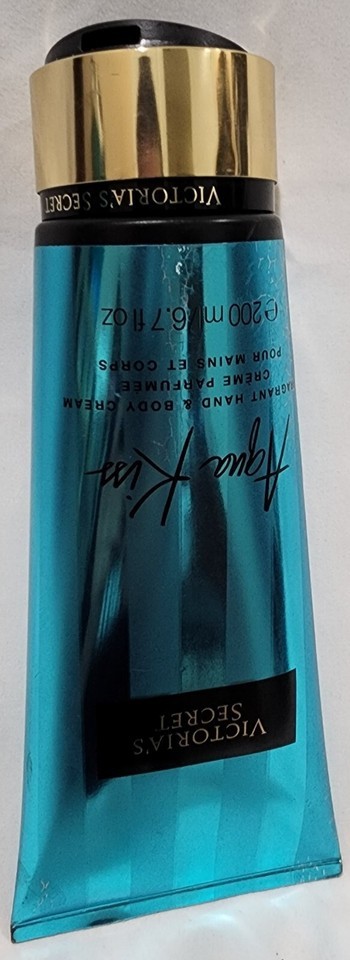 VICTORIA'S
SECRET
Aqua Kiss
FRAGRANT HAND & BODY CREAM
CRÈME PARFUMÉE
POUR MAINS ET CORPS
℮ 200 ml/6.7 fl oz
VICTORIA'S SECRET